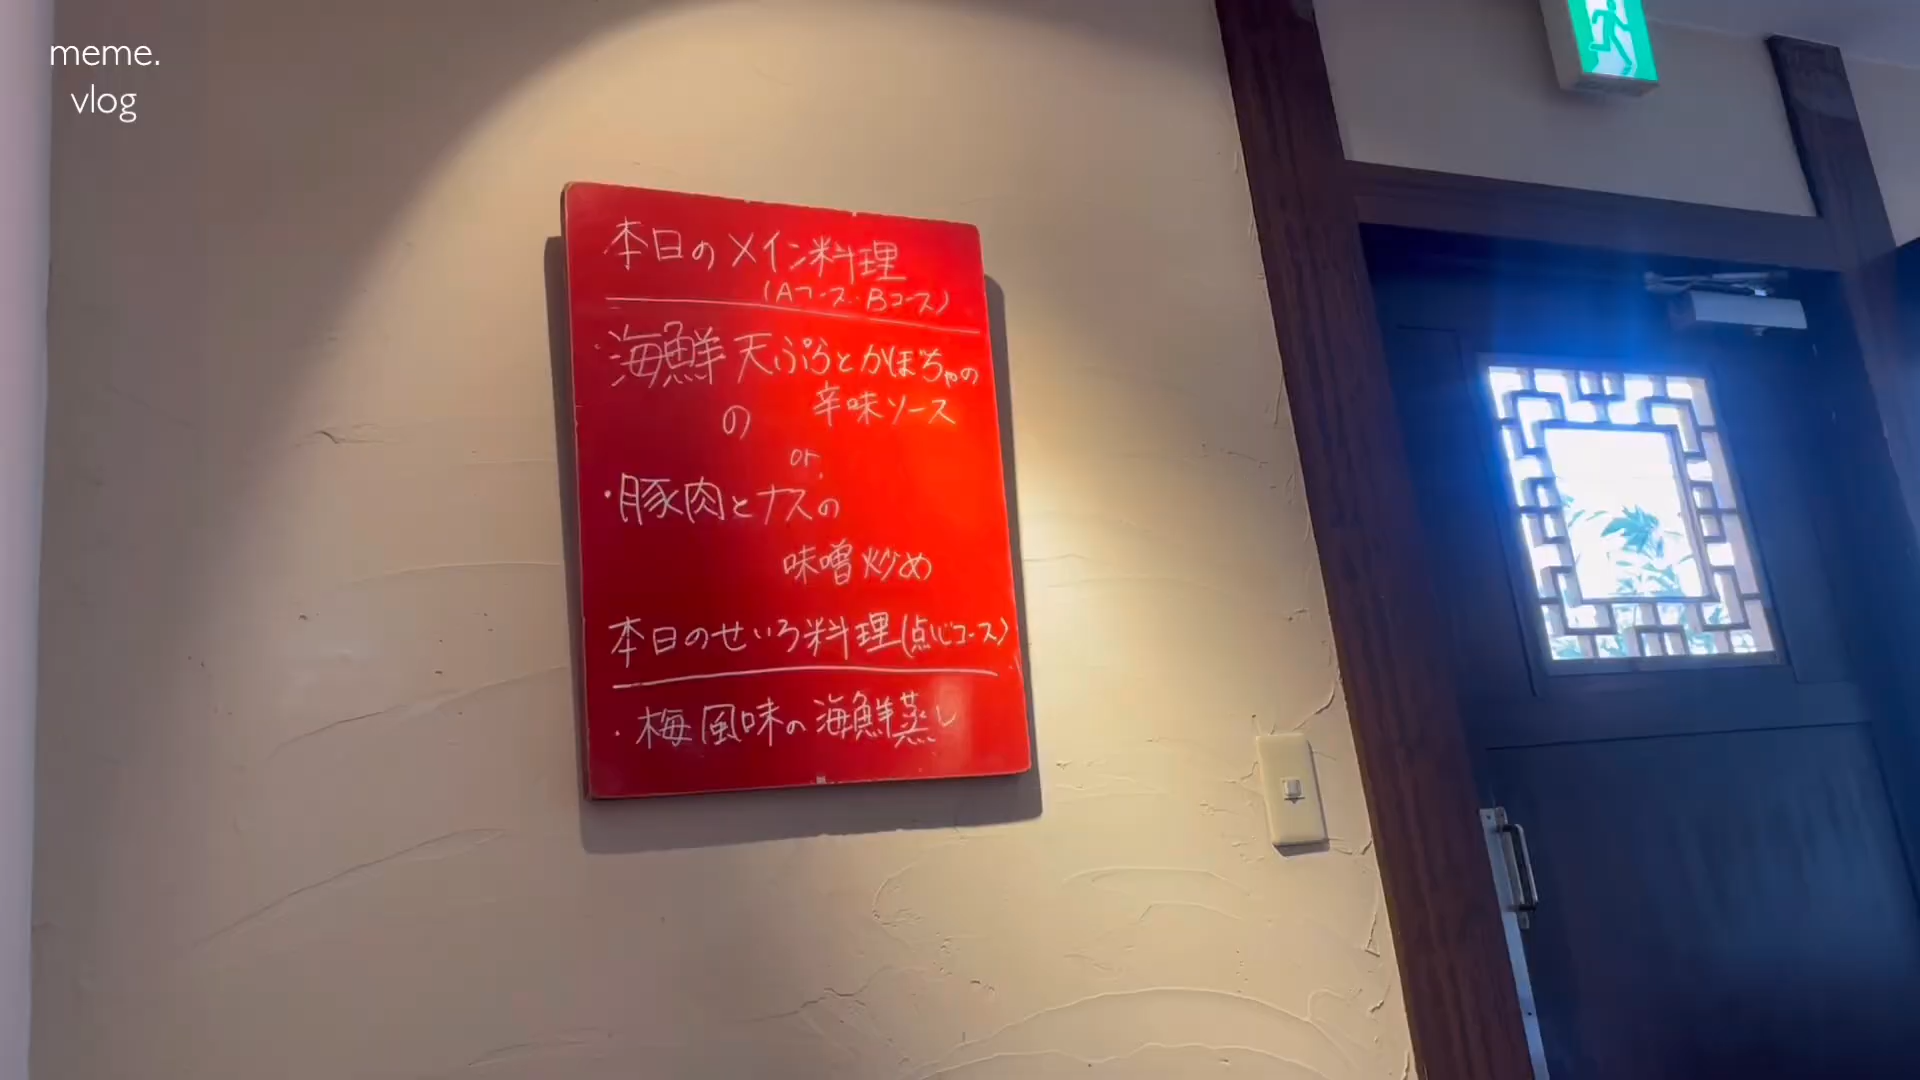 meme.
vlog
本日のメイン料理
(Aコース・Bコース)
・海鮮天ぷらとかぼちゃの
の 辛味ソース
or
・豚肉とナスの
味噌炒め
本日のせいろ料理(点心コース)
・梅風味の海鮮蒸し